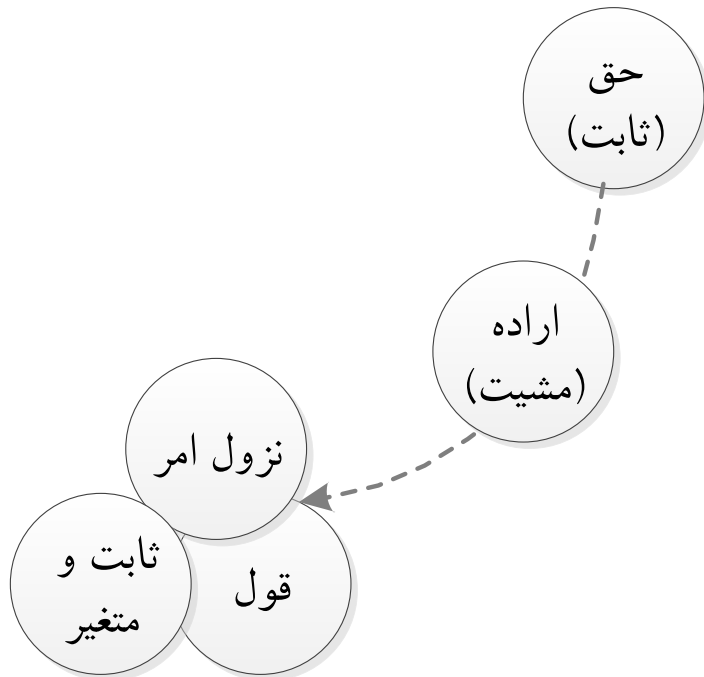 حق
(ثابت)
اراده
(مشیت)
نزول امر
ثابت و
متغیر
قول